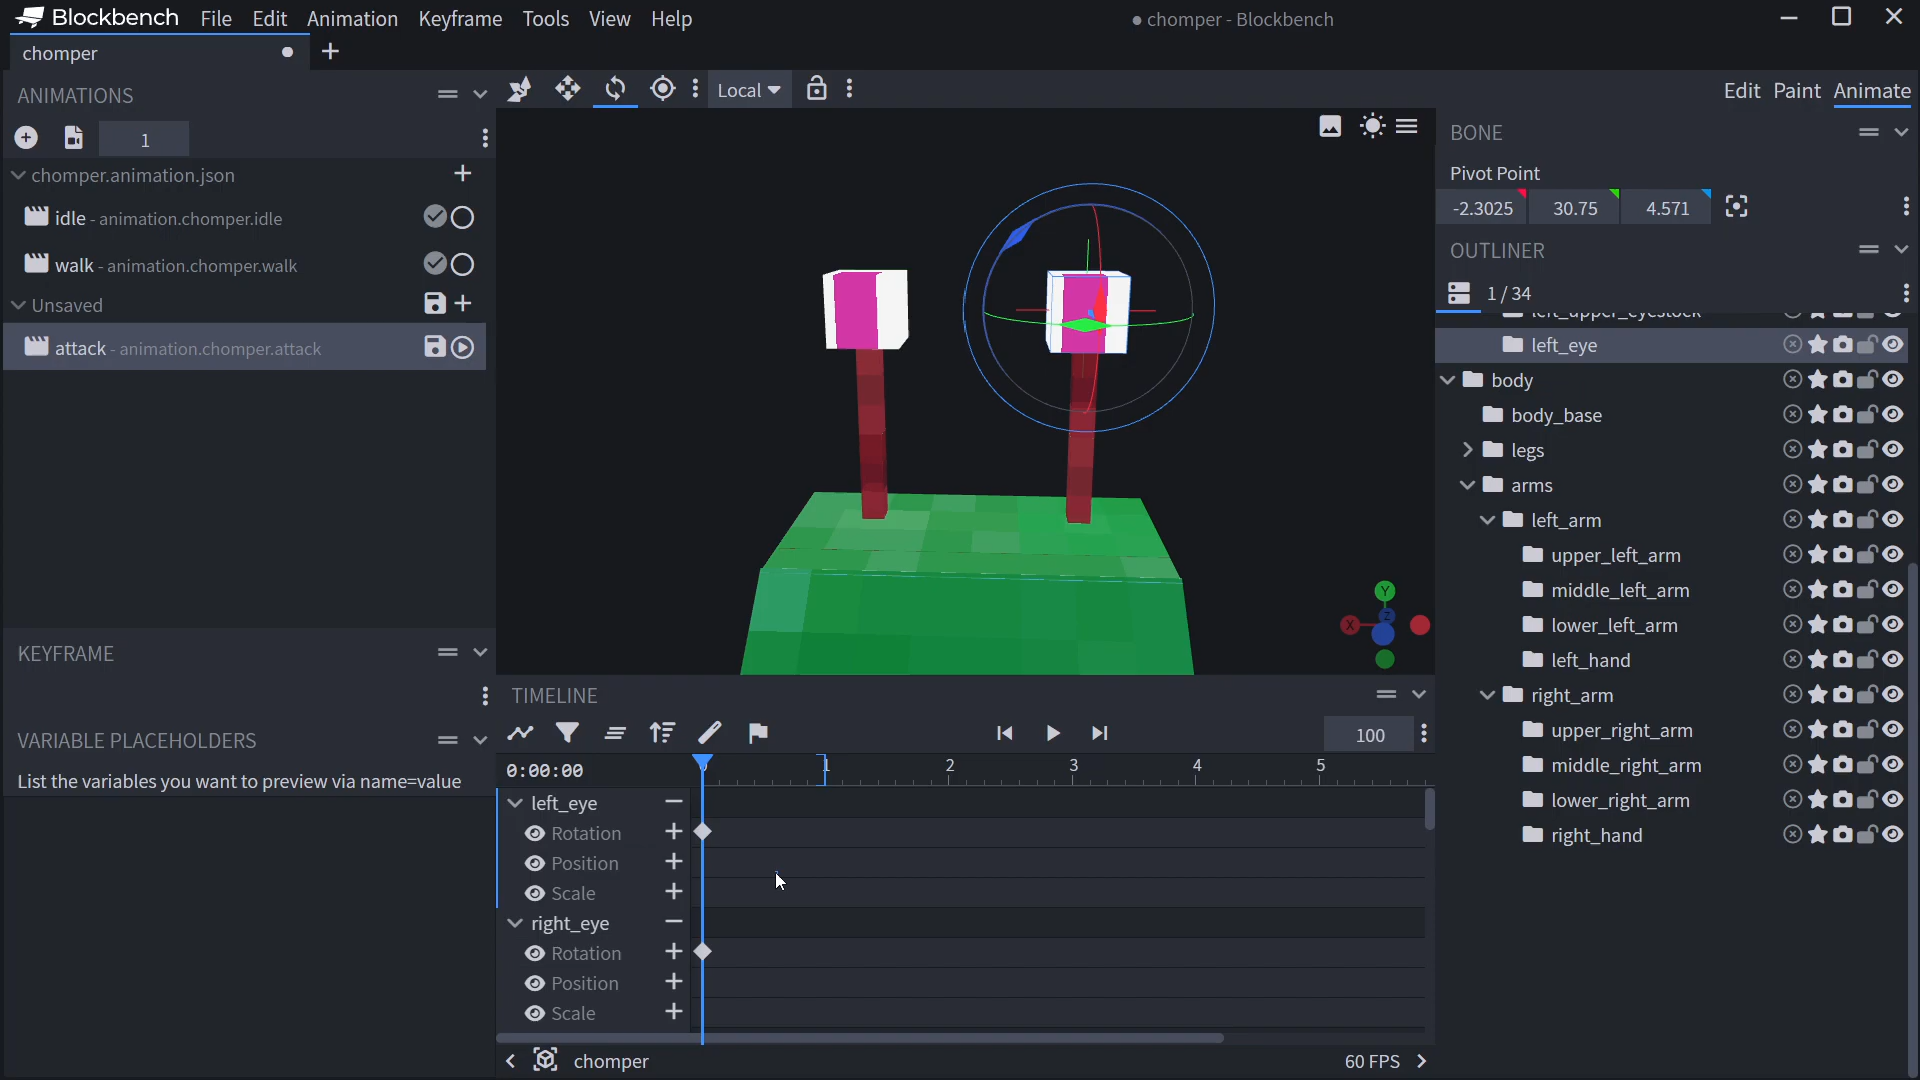 Blockbench File Edit Animation Keyframe Tools View Help
● chomper - Blockbench
chomper
ANIMATIONS
Local
Edit Paint Animate
1
BONE
chomper.animation.json
Pivot Point
idle - animation.chomper.idle
-2.3025 30.75 4.571
walk - animation.chomper.walk
OUTLINER
Unsaved
1 / 34
attack - animation.chomper.attack
left_upper_eyestock
left_eye
body
body_base
legs
arms
left_arm
upper_left_arm
middle_left_arm
lower_left_arm
left_hand
right_arm
upper_right_arm
middle_right_arm
lower_right_arm
right_hand
Y
X
Z
KEYFRAME
VARIABLE PLACEHOLDERS
List the variables you want to preview via name=value
TIMELINE
100
0:00:00
0 1 2 3 4 5
left_eye
Rotation
Position
Scale
right_eye
Rotation
Position
Scale
chomper
60 FPS